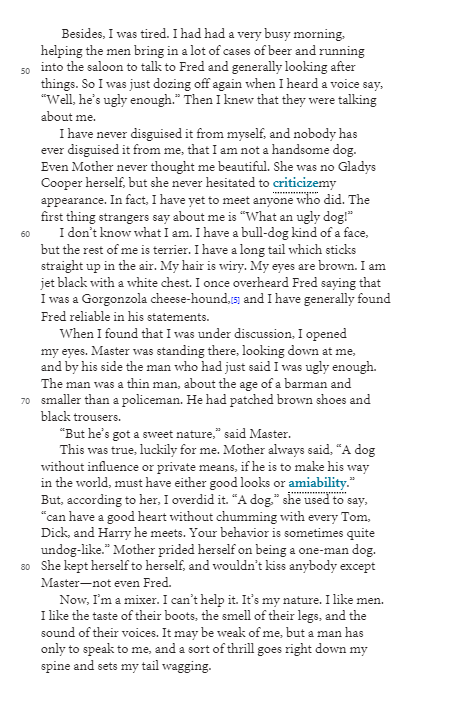 Besides, I was tired. I had had a very busy morning,
helping the men bring in a lot of cases of beer and running
50 into the saloon to talk to Fred and generally looking after
things. So I was just dozing off again when I heard a voice say,
“Well, he’s ugly enough.” Then I knew that they were talking
about me.
I have never disguised it from myself, and nobody has
ever disguised it from me, that I am not a handsome dog.
Even Mother never thought me beautiful. She was no Gladys
Cooper herself, but she never hesitated to criticizemy
appearance. In fact, I have yet to meet anyone who did. The
first thing strangers say about me is “What an ugly dog!”
60 I don’t know what I am. I have a bull-dog kind of a face,
but the rest of me is terrier. I have a long tail which sticks
straight up in the air. My hair is wiry. My eyes are brown. I am
jet black with a white chest. I once overheard Fred saying that
I was a Gorgonzola cheese-hound,[5] and I have generally found
Fred reliable in his statements.
When I found that I was under discussion, I opened
my eyes. Master was standing there, looking down at me,
and by his side the man who had just said I was ugly enough.
The man was a thin man, about the age of a barman and
70 smaller than a policeman. He had patched brown shoes and
black trousers.
“But he’s got a sweet nature,” said Master.
This was true, luckily for me. Mother always said, “A dog
without influence or private means, if he is to make his way
in the world, must have either good looks or amiability.”
But, according to her, I overdid it. “A dog,” she used to say,
“can have a good heart without chumming with every Tom,
Dick, and Harry he meets. Your behavior is sometimes quite
undog-like.” Mother prided herself on being a one-man dog.
80 She kept herself to herself, and wouldn’t kiss anybody except
Master—not even Fred.
Now, I’m a mixer. I can’t help it. It’s my nature. I like men.
I like the taste of their boots, the smell of their legs, and the
sound of their voices. It may be weak of me, but a man has
only to speak to me, and a sort of thrill goes right down my
spine and sets my tail wagging.